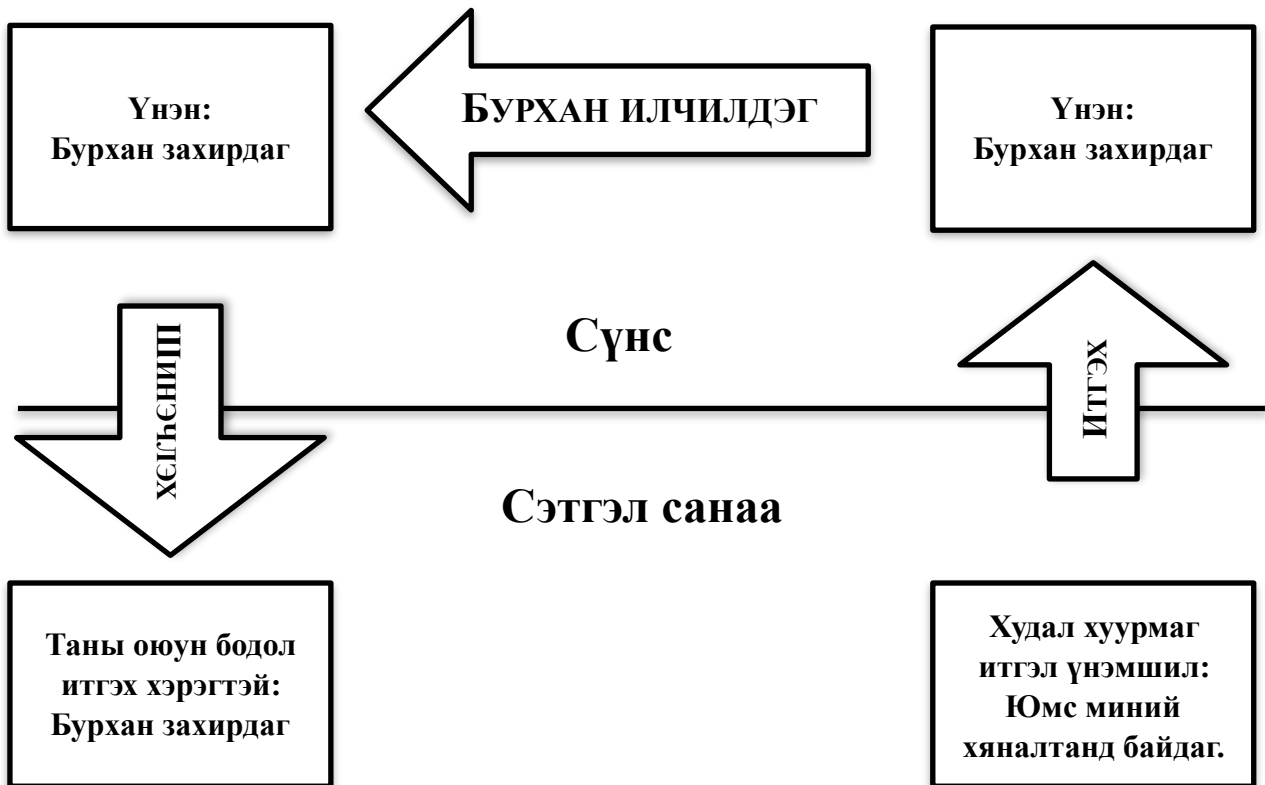 Үнэн:
Бурхан захирдаг
БУРХАН ИЛЧИЛДЭГ
Үнэн:
Бурхан захирдаг
ШИНЭЧЛЭХ
Сүнс
ИТГЭХ
Сэтгэл санаа
Таны оюун бодол
итгэх хэрэгтэй:
Бурхан захирдаг
Худал хуурмаг
итгэл үнэмшил:
Юмс миний
хяналтанд байдаг.